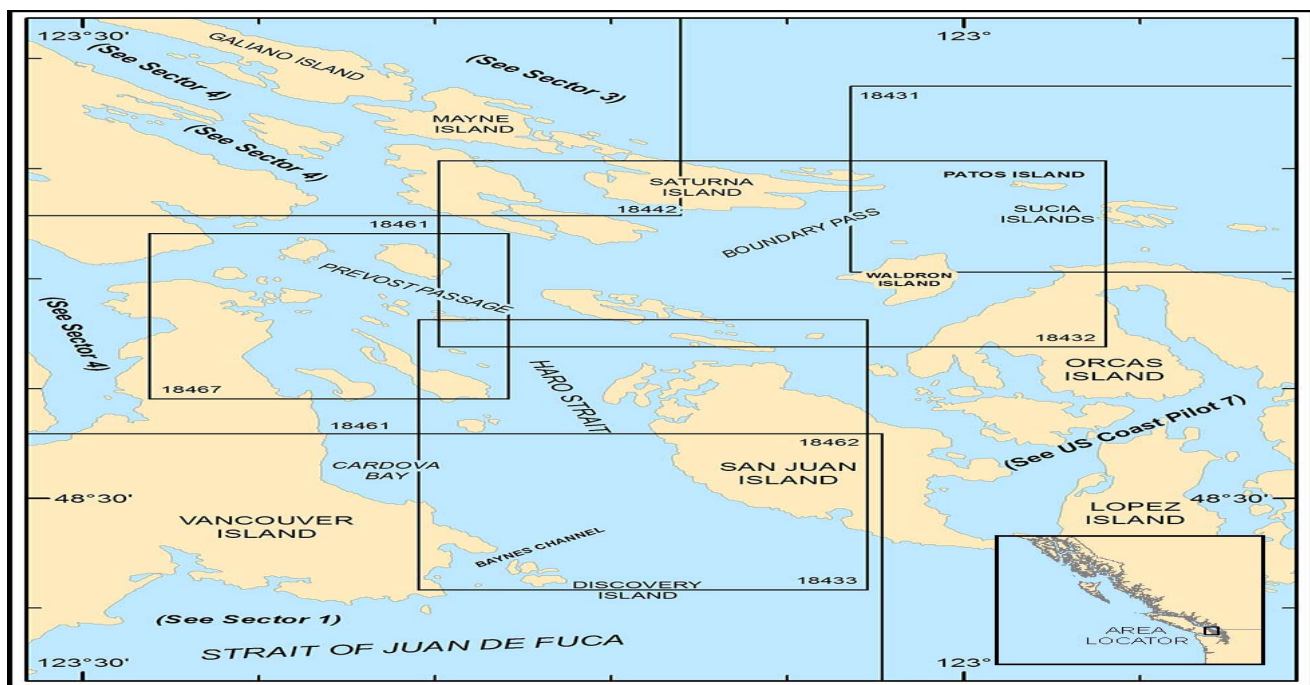 123°30'
123°
GALIANO ISLAND
(See Sector 4)
(See Sector 3)
18431
MAYNE
ISLAND
(See Sector 4)
PATOS ISLAND
SATURNA
ISLAND
SUCIA
ISLANDS
18442
18461
BOUNDARY PASS
PREVOST PASSAGE
WALDRON
ISLAND
(See Sector 4)
18432
ORCAS
ISLAND
HARO STRAIT
18467
18461
18462
(See US Coast Pilot 7)
CARDOVA
BAY
SAN JUAN
ISLAND
48°30'
48°30'
LOPEZ
ISLAND
VANCOUVER
ISLAND
BAYNES CHANNEL
18433
DISCOVERY
ISLAND
(See Sector 1)
STRAIT OF JUAN DE FUCA
AREA
LOCATOR
123°30'
123°